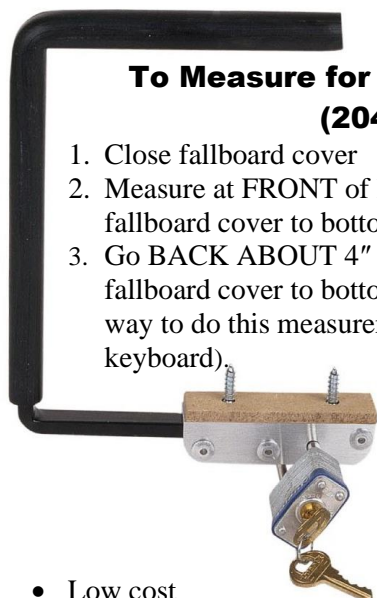 To Measure for
(204
1. Close fallboard cover
2. Measure at FRONT of
fallboard cover to botto
3. Go BACK ABOUT 4″
fallboard cover to botto
way to do this measurer
keyboard).
• Low cost